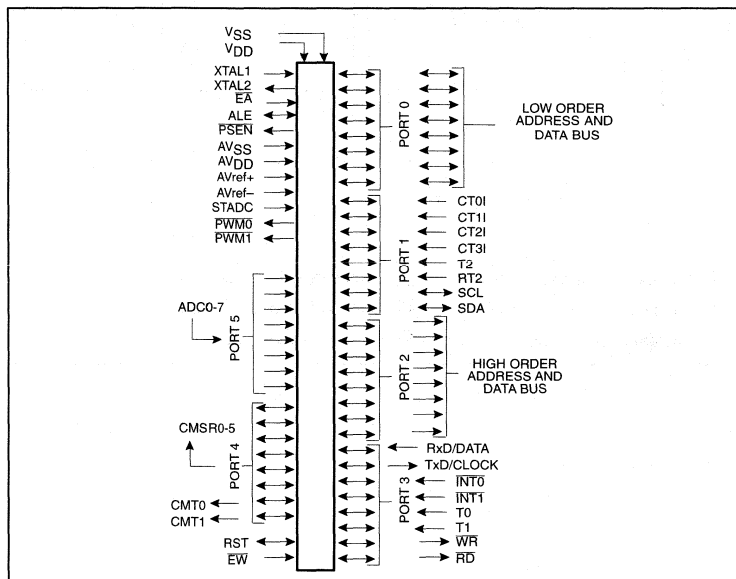 VSS
VDD
XTAL1
XTAL2
EA
ALE
PSEN
AVSS
AVDD
AVref+
AVref–
STADC
PWM0
PWM1
ADC0-7
PORT 5
CMSR0-5
PORT 4
CMT0
CMT1
RST
EW
PORT 0
LOW ORDER
ADDRESS AND
DATA BUS
PORT 1
CT0I
CT1I
CT2I
CT3I
T2
RT2
SCL
SDA
PORT 2
HIGH ORDER
ADDRESS AND
DATA BUS
PORT 3
RxD/DATA
TxD/CLOCK
INT0
INT1
T0
T1
WR
RD